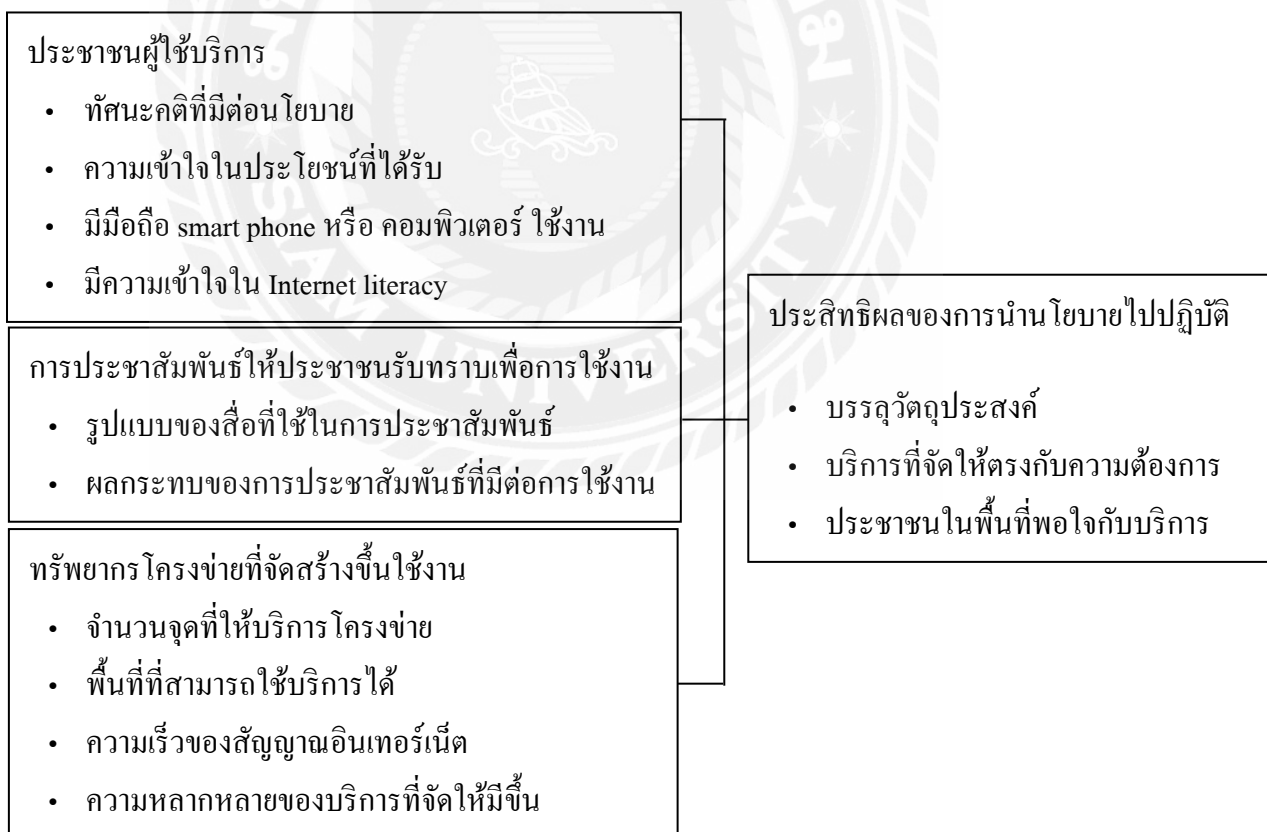 ประชาชนผู้ใช้บริการ
• ทัศนะคติที่มีต่อนโยบาย
• ความเข้าใจในประโยชน์ที่ได้รับ
• มีมือถือ smart phone หรือ คอมพิวเตอร์ ใช้งาน
• มีความเข้าใจใน Internet literacy
การประชาสัมพันธ์ให้ประชาชนรับทราบเพื่อการใช้งาน
• รูปแบบของสื่อที่ใช้ในการประชาสัมพันธ์
• ผลกระทบของการประชาสัมพันธ์ที่มีต่อการใช้งาน
ทรัพยากรโครงข่ายที่จัดสร้างขึ้นใช้งาน
• จำนวนจุดที่ให้บริการโครงข่าย
• พื้นที่ที่สามารถใช้บริการได้
• ความเร็วของสัญญาณอินเทอร์เน็ต
• ความหลากหลายของบริการที่จัดให้มีขึ้น
ประสิทธิผลของการนำนโยบายไปปฏิบัติ
• บรรลุวัตถุประสงค์
• บริการที่จัดให้ตรงกับความต้องการ
• ประชาชนในพื้นที่พอใจกับบริการ
SIAM UNIVERSITY